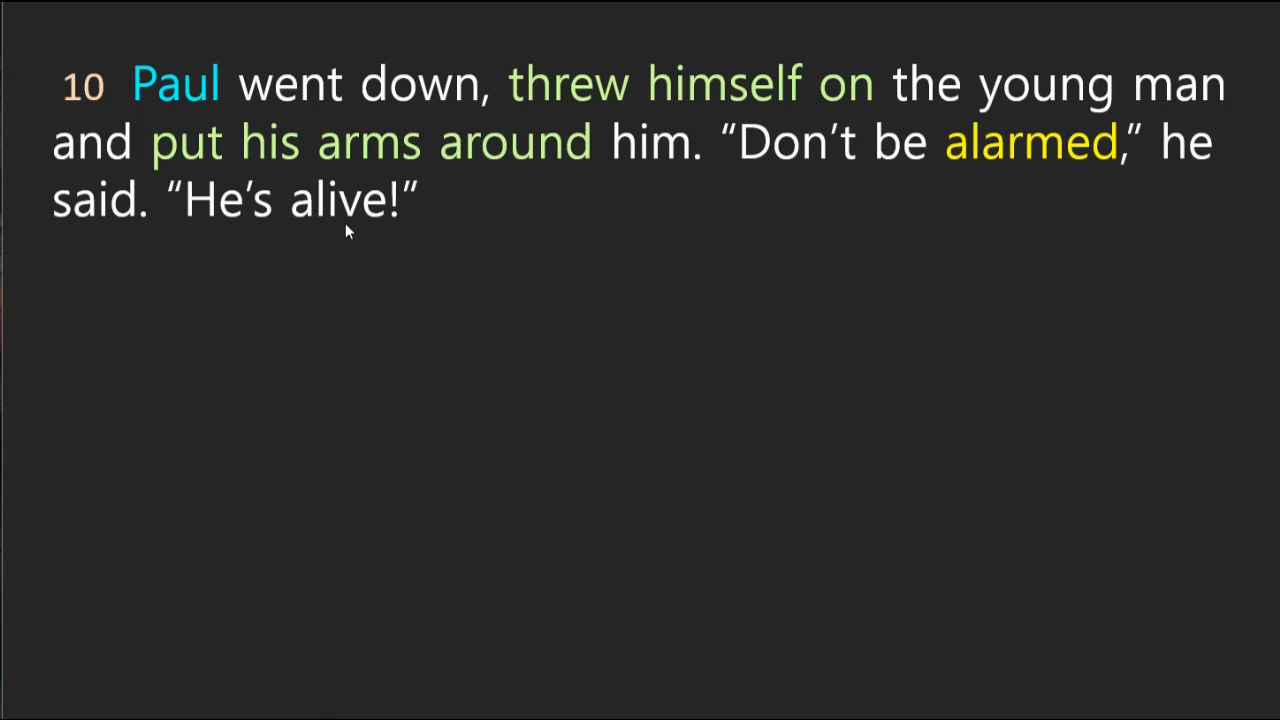 10 Paul went down, threw himself on the young man
and put his arms around him. “Don’t be alarmed,” he
said. “He’s alive!”